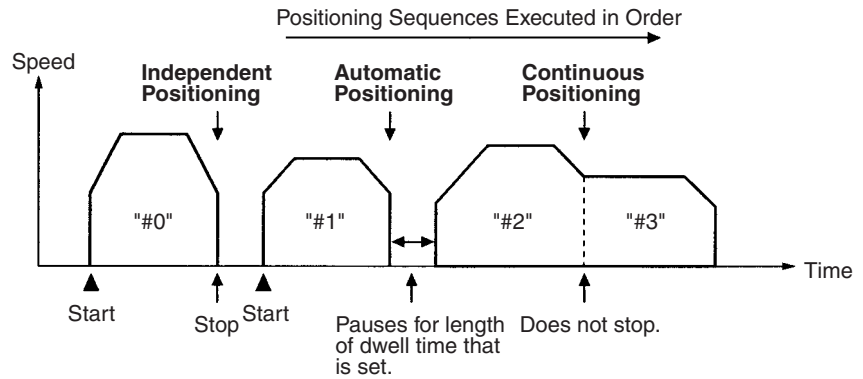 Positioning Sequences Executed in Order
Speed
Independent
Positioning
Automatic
Positioning
Continuous
Positioning
"#0"
"#1"
"#2"
"#3"
Time
Start
Stop
Start
Pauses for length
of dwell time that
is set.
Does not stop.